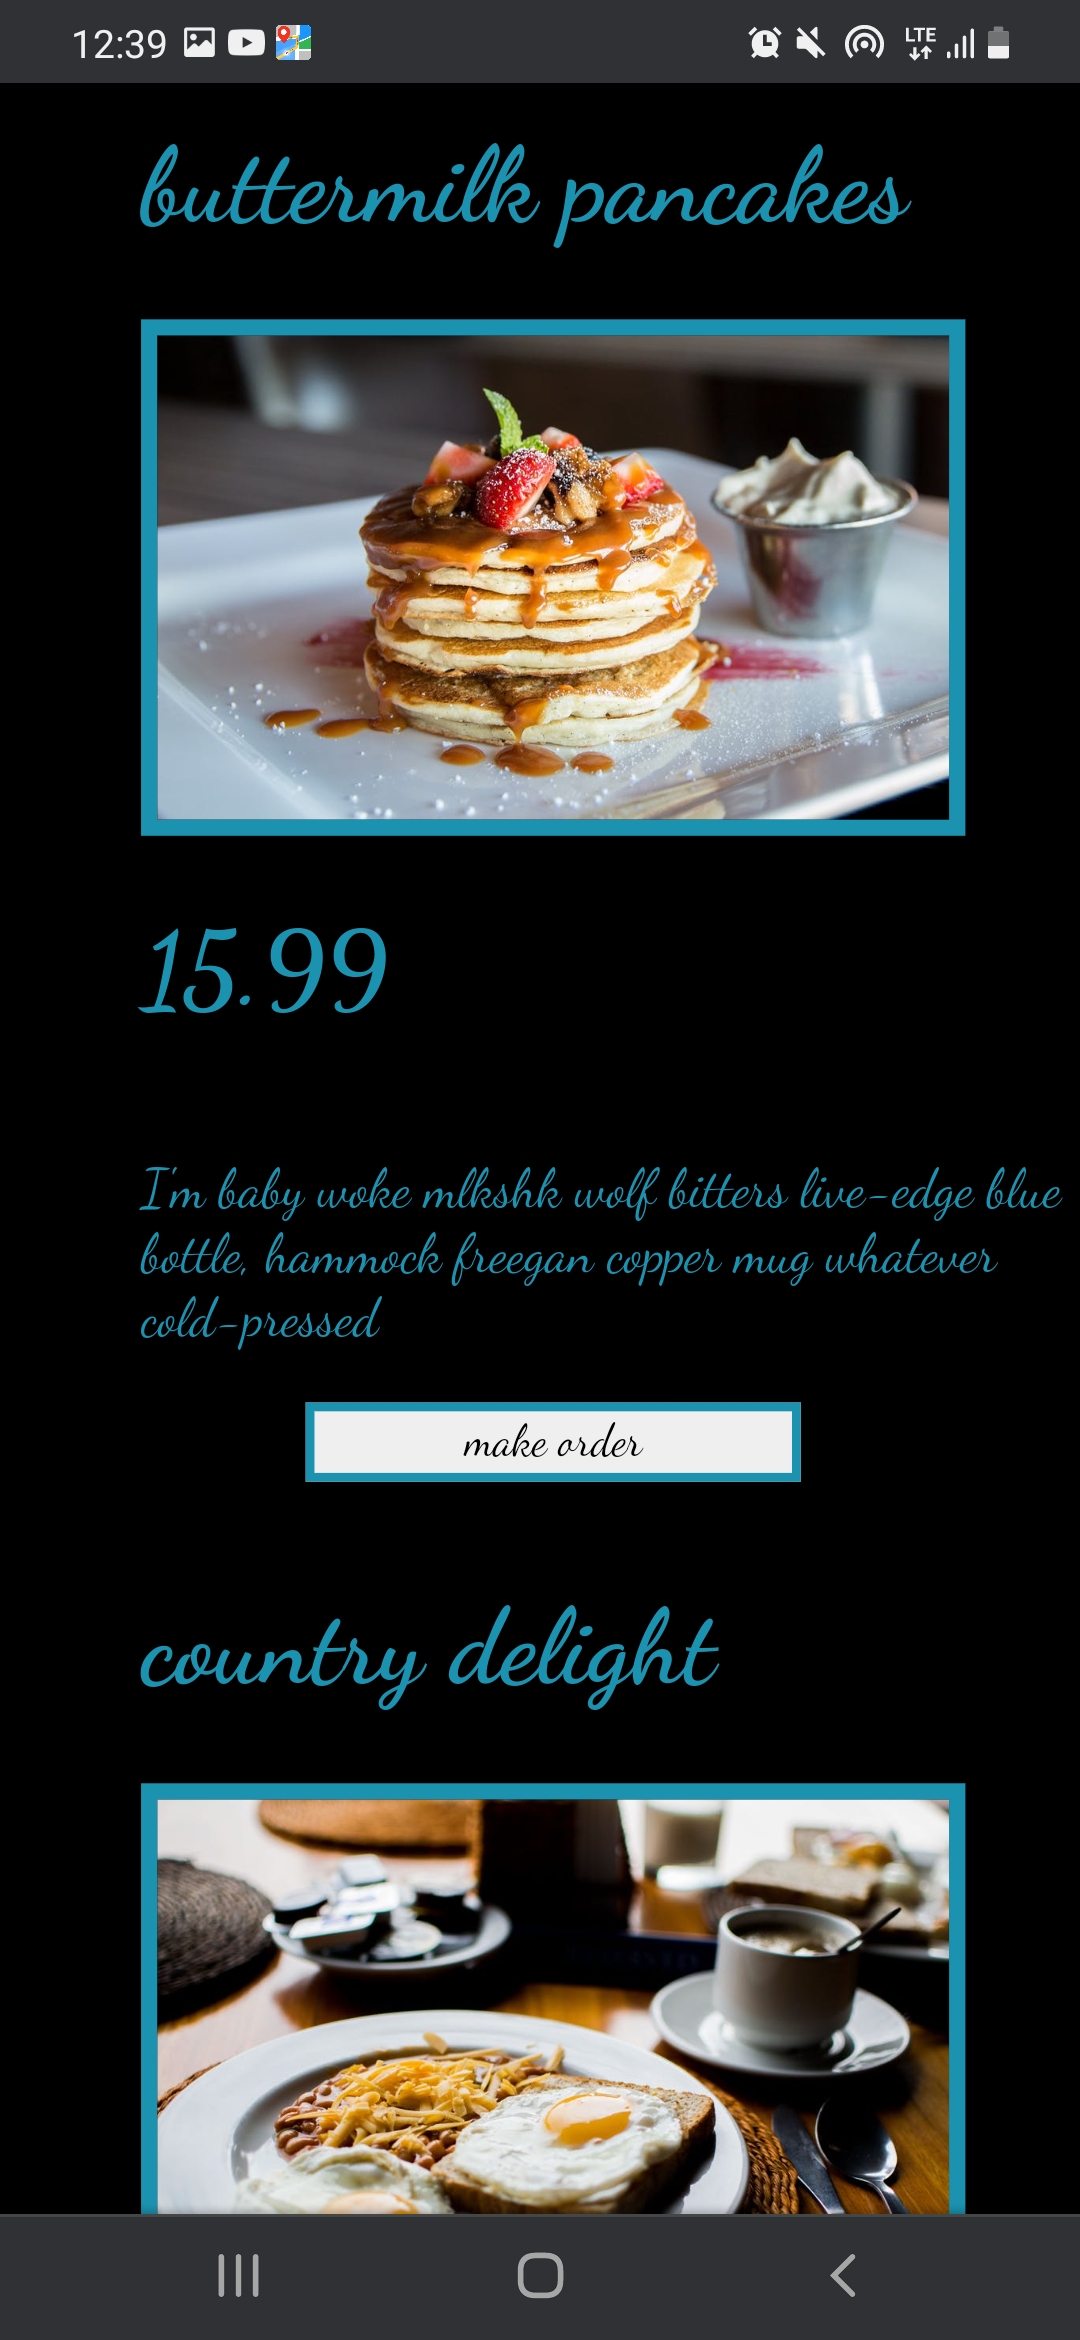 12:39
LTE
buttermilk pancakes
15.99
I'm baby woke mlkshk wolf bitters live-edge blue
bottle, hammock freegan copper mug whatever
cold-pressed
make order
country delight